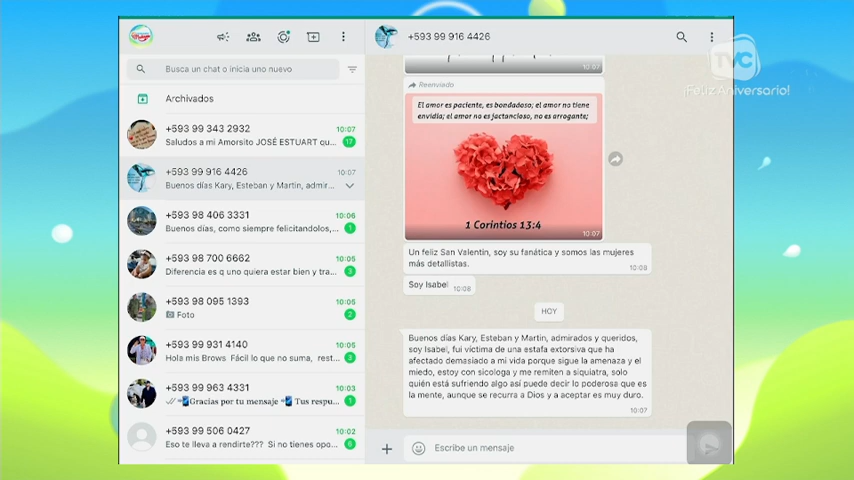 +593 99 916 4426
TVC
¡Feliz Aniversario!
Busca un chat o inicia uno nuevo
Archivados
+593 99 343 2932
10:07
Saludos a mi Amorsito JOSÉ ESTUART qu...
17
+593 99 916 4426
10:07
Buenos días Kary, Esteban y Martin, admir...
+593 98 406 3331
10:06
Buenos días, como siempre felicitandolos,...
1
+593 98 700 6662
10:05
Diferencia es q uno quiera estar bien y tra...
3
+593 98 095 1393
10:05
Foto
2
+593 99 931 4140
10:05
Hola mis Brows Fácil lo que no suma, rest...
3
+593 99 963 4331
10:03
Gracias por tu mensaje Tus respu...
1
+593 99 506 0427
10:02
Eso te lleva a rendirte??? Si no tienes opo...
6
10:07
Reenviado
El amor es paciente, es bondadoso; el amor no tiene
envidia; el amor no es jactancioso, no es arrogante;
1 Corintios 13:4
10:07
Un feliz San Valentín, soy su fanática y somos las mujeres
más detallistas.
10:08
Soy Isabel
10:08
HOY
Buenos días Kary, Esteban y Martin, admirados y queridos,
soy Isabel, fui víctima de una estafa extorsiva que ha
afectado demasiado a mi vida porque sigue la amenaza y el
miedo, estoy con sicologa y me remiten a siquiatra, solo
quién está sufriendo algo así puede decir lo poderosa que es
la mente, aunque se recurra a Dios y a aceptar es muy duro.
10:07
Escribe un mensaje